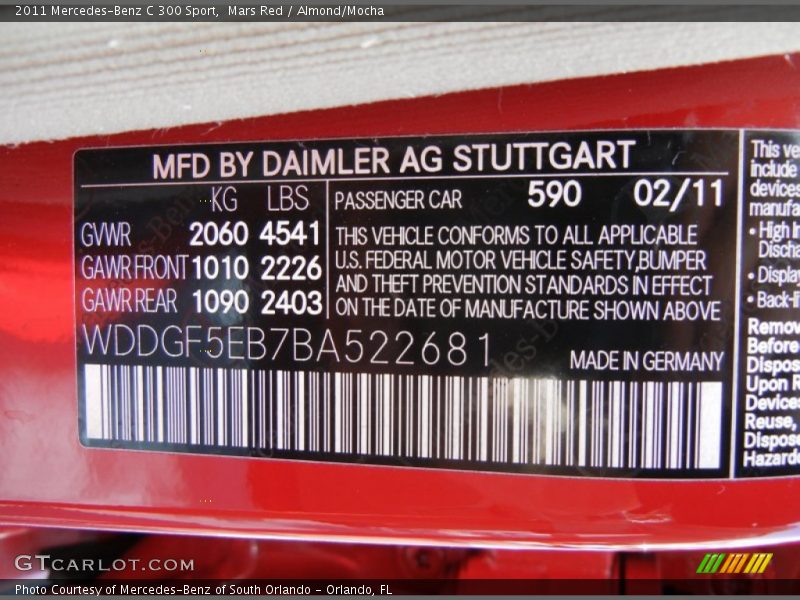 2011 Mercedes-Benz C 300 Sport,  Mars Red / Almond/Mocha
MFD BY DAIMLER AG STUTTGART
KG LBS
GVWR 2060 4541
GAWR FRONT 1010 2226
GAWR REAR 1090 2403
PASSENGER CAR 590 02/11
THIS VEHICLE CONFORMS TO ALL APPLICABLE
U.S. FEDERAL MOTOR VEHICLE SAFETY,BUMPER
AND THEFT PREVENTION STANDARDS IN EFFECT
ON THE DATE OF MANUFACTURE SHOWN ABOVE
WDDGF5EB7BA522681
MADE IN GERMANY
This ve
include
devices
manufa
• High In
Discha
• Display
• Back-li
Remov
Before
Dispos
Upon R
Devices
Reuse,
Dispose
Hazardo
GTCARLOT.COM
Photo Courtesy of Mercedes-Benz of South Orlando - Orlando, FL